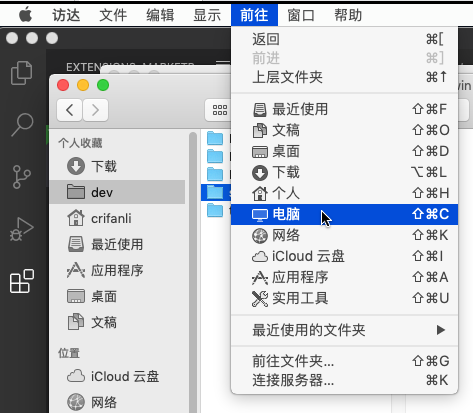 访达 文件 编辑 显示 前往 窗口 帮助
EXTENSIONS: MARKETP
返回 ⌘[
前进 ⌘]
上层文件夹 ⌘↑
win
最近使用 ⇧⌘F
文稿 ⇧⌘O
桌面 ⇧⌘D
下载 ⌥⌘L
个人 ⇧⌘H
电脑 ⇧⌘C
网络 ⇧⌘K
iCloud 云盘 ⇧⌘I
应用程序 ⇧⌘A
实用工具 ⇧⌘U
最近使用的文件夹
前往文件夹... ⇧⌘G
连接服务器... ⌘K
个人收藏
下载
dev
crifanli
最近使用
应用程序
桌面
文稿
位置
iCloud 云盘
网络